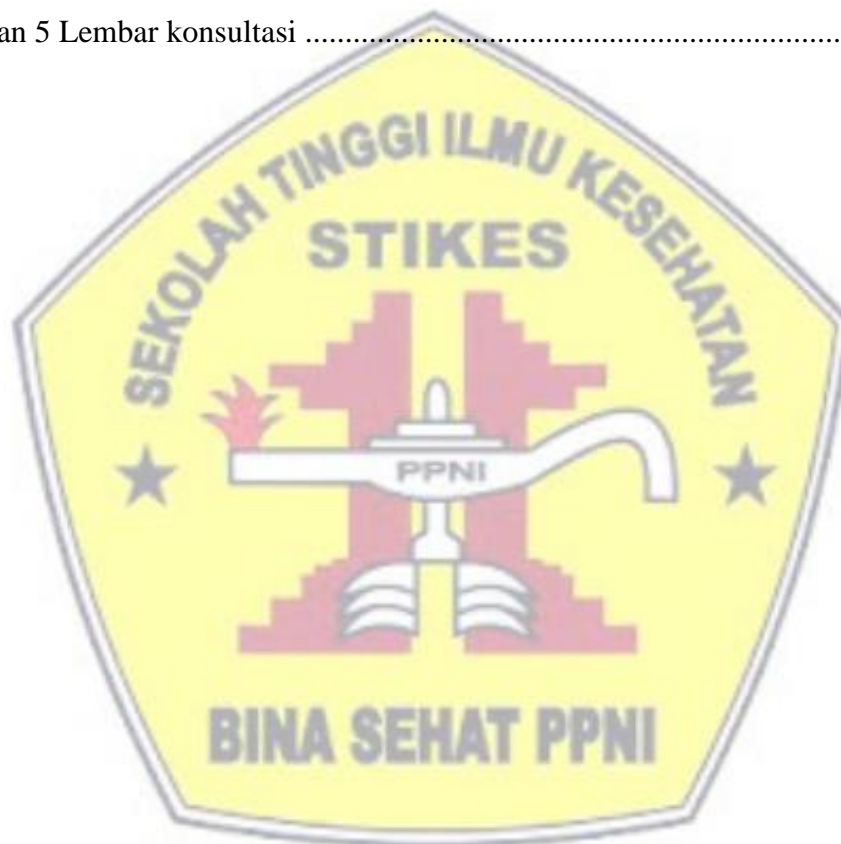 an 5 Lembar konsultasi ....................................................................
SEKOLAH TINGGI ILMU KESEHATAN
STIKES
PPNI
BINA SEHAT PPNI